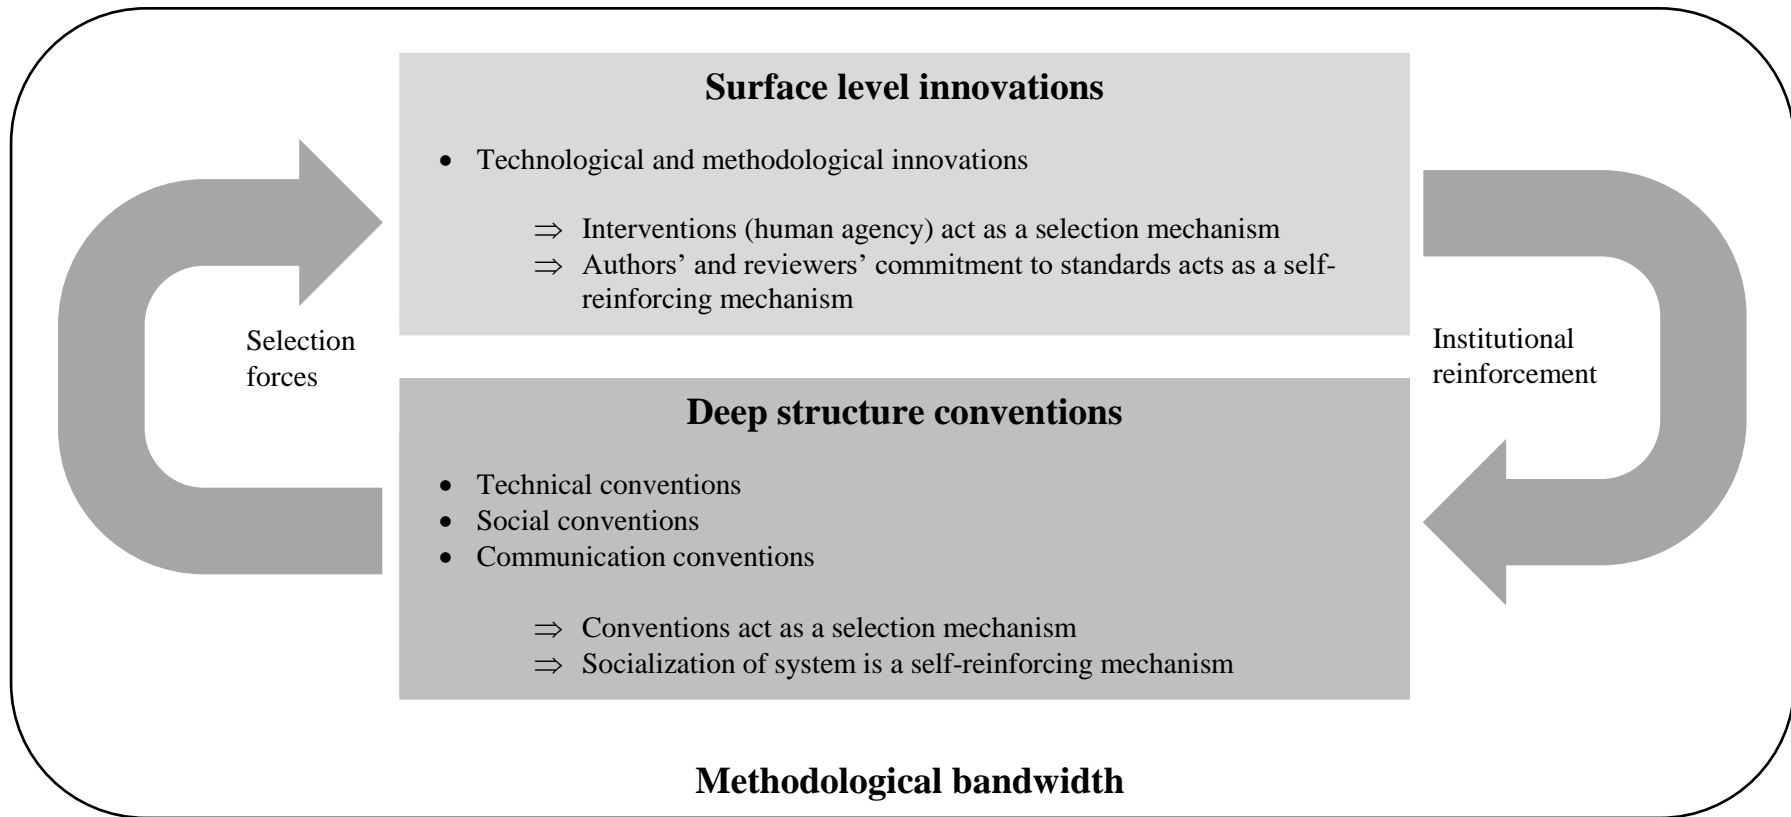 Surface level innovations
• Technological and methodological innovations
⇒ Interventions (human agency) act as a selection mechanism
⇒ Authors’ and reviewers’ commitment to standards acts as a self-
reinforcing mechanism
Selection
forces
Institutional
reinforcement
Deep structure conventions
• Technical conventions
• Social conventions
• Communication conventions
⇒ Conventions act as a selection mechanism
⇒ Socialization of system is a self-reinforcing mechanism
Methodological bandwidth